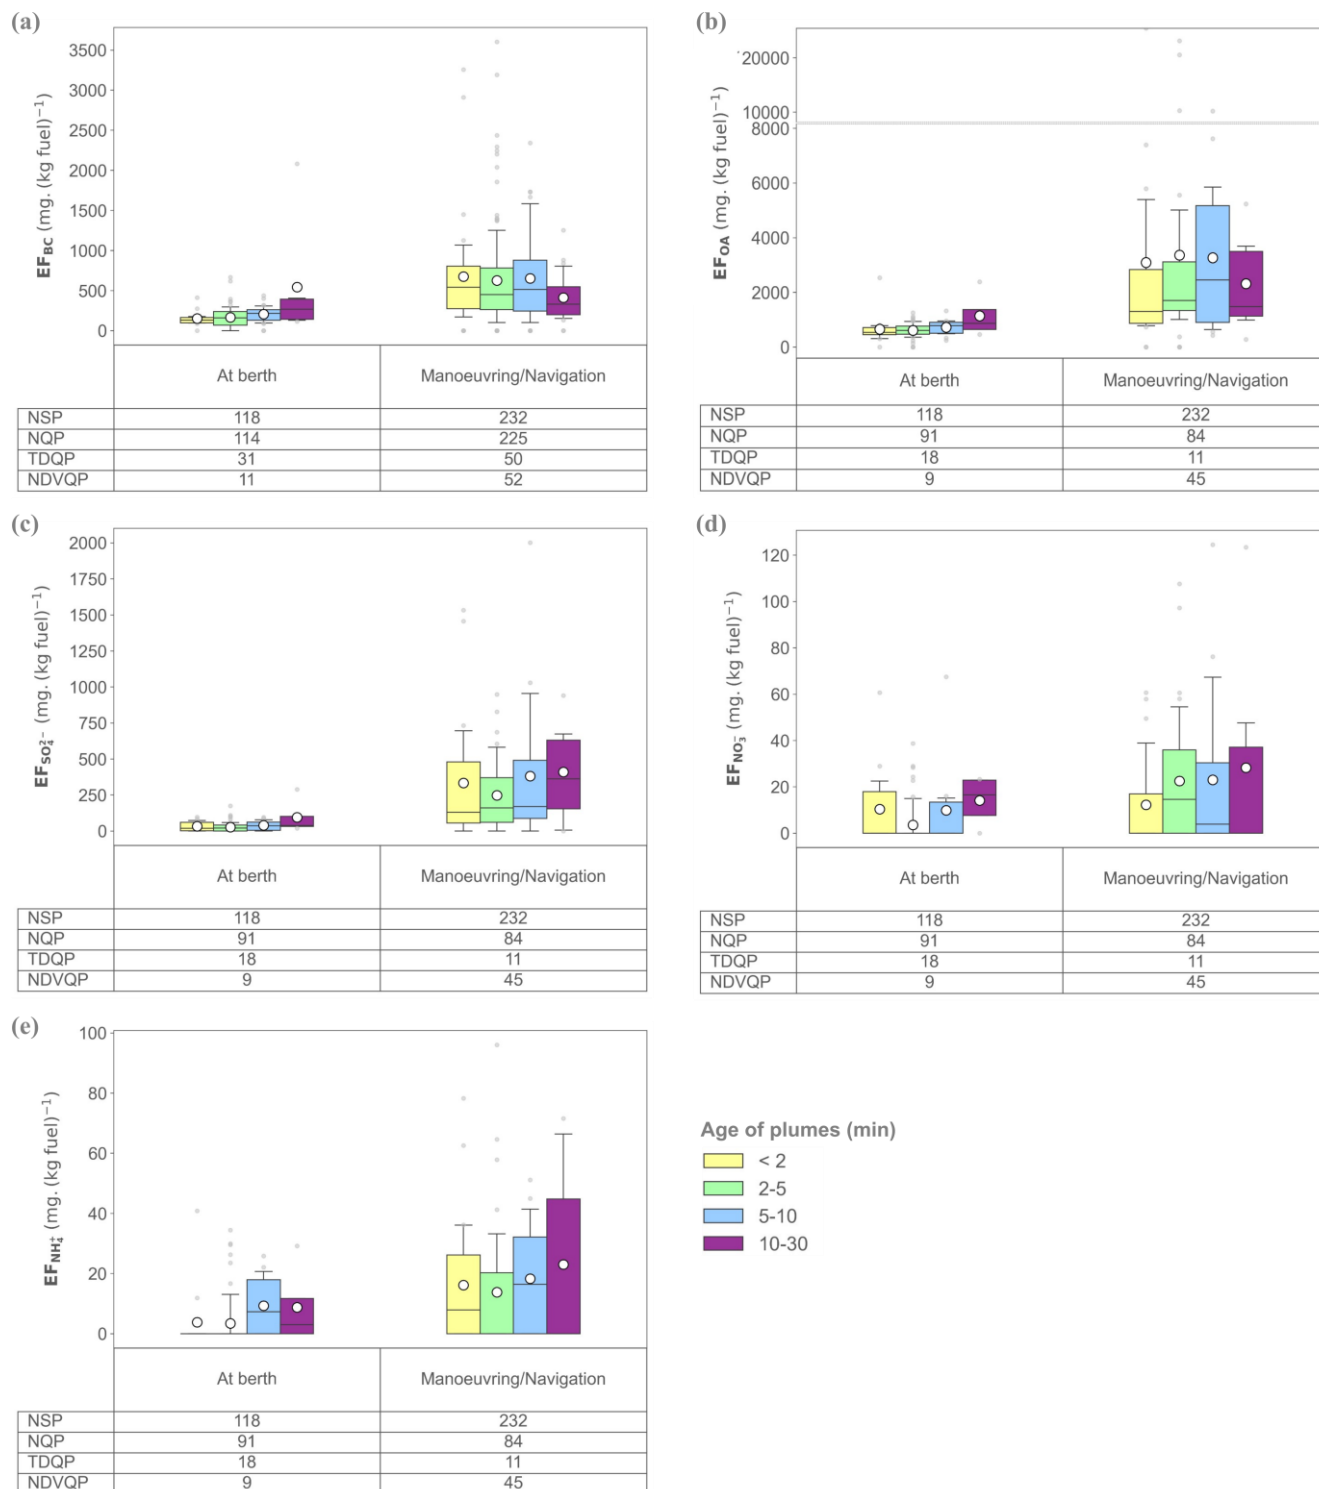 (a)
EF_BC (mg. (kg fuel)⁻¹)
3500
3000
2500
2000
1500
1000
500
0
At berth Manoeuvring/Navigation
NSP 118 232
NQP 114 225
TDQP 31 50
NDVQP 11 52
(b)
EF_OA (mg. (kg fuel)⁻¹)
20000
10000
8000
6000
4000
2000
0
At berth Manoeuvring/Navigation
NSP 118 232
NQP 91 84
TDQP 18 11
NDVQP 9 45
(c)
EF_SO₄²⁻ (mg. (kg fuel)⁻¹)
2000
1750
1500
1250
1000
750
500
250
0
At berth Manoeuvring/Navigation
NSP 118 232
NQP 91 84
TDQP 18 11
NDVQP 9 45
(d)
EF_NO₃⁻ (mg. (kg fuel)⁻¹)
120
100
80
60
40
20
0
At berth Manoeuvring/Navigation
NSP 118 232
NQP 91 84
TDQP 18 11
NDVQP 9 45
(e)
EF_NH₄⁺ (mg. (kg fuel)⁻¹)
100
80
60
40
20
0
At berth Manoeuvring/Navigation
NSP 118 232
NQP 91 84
TDQP 18 11
NDVQP 9 45
Age of plumes (min)
< 2
2-5
5-10
10-30